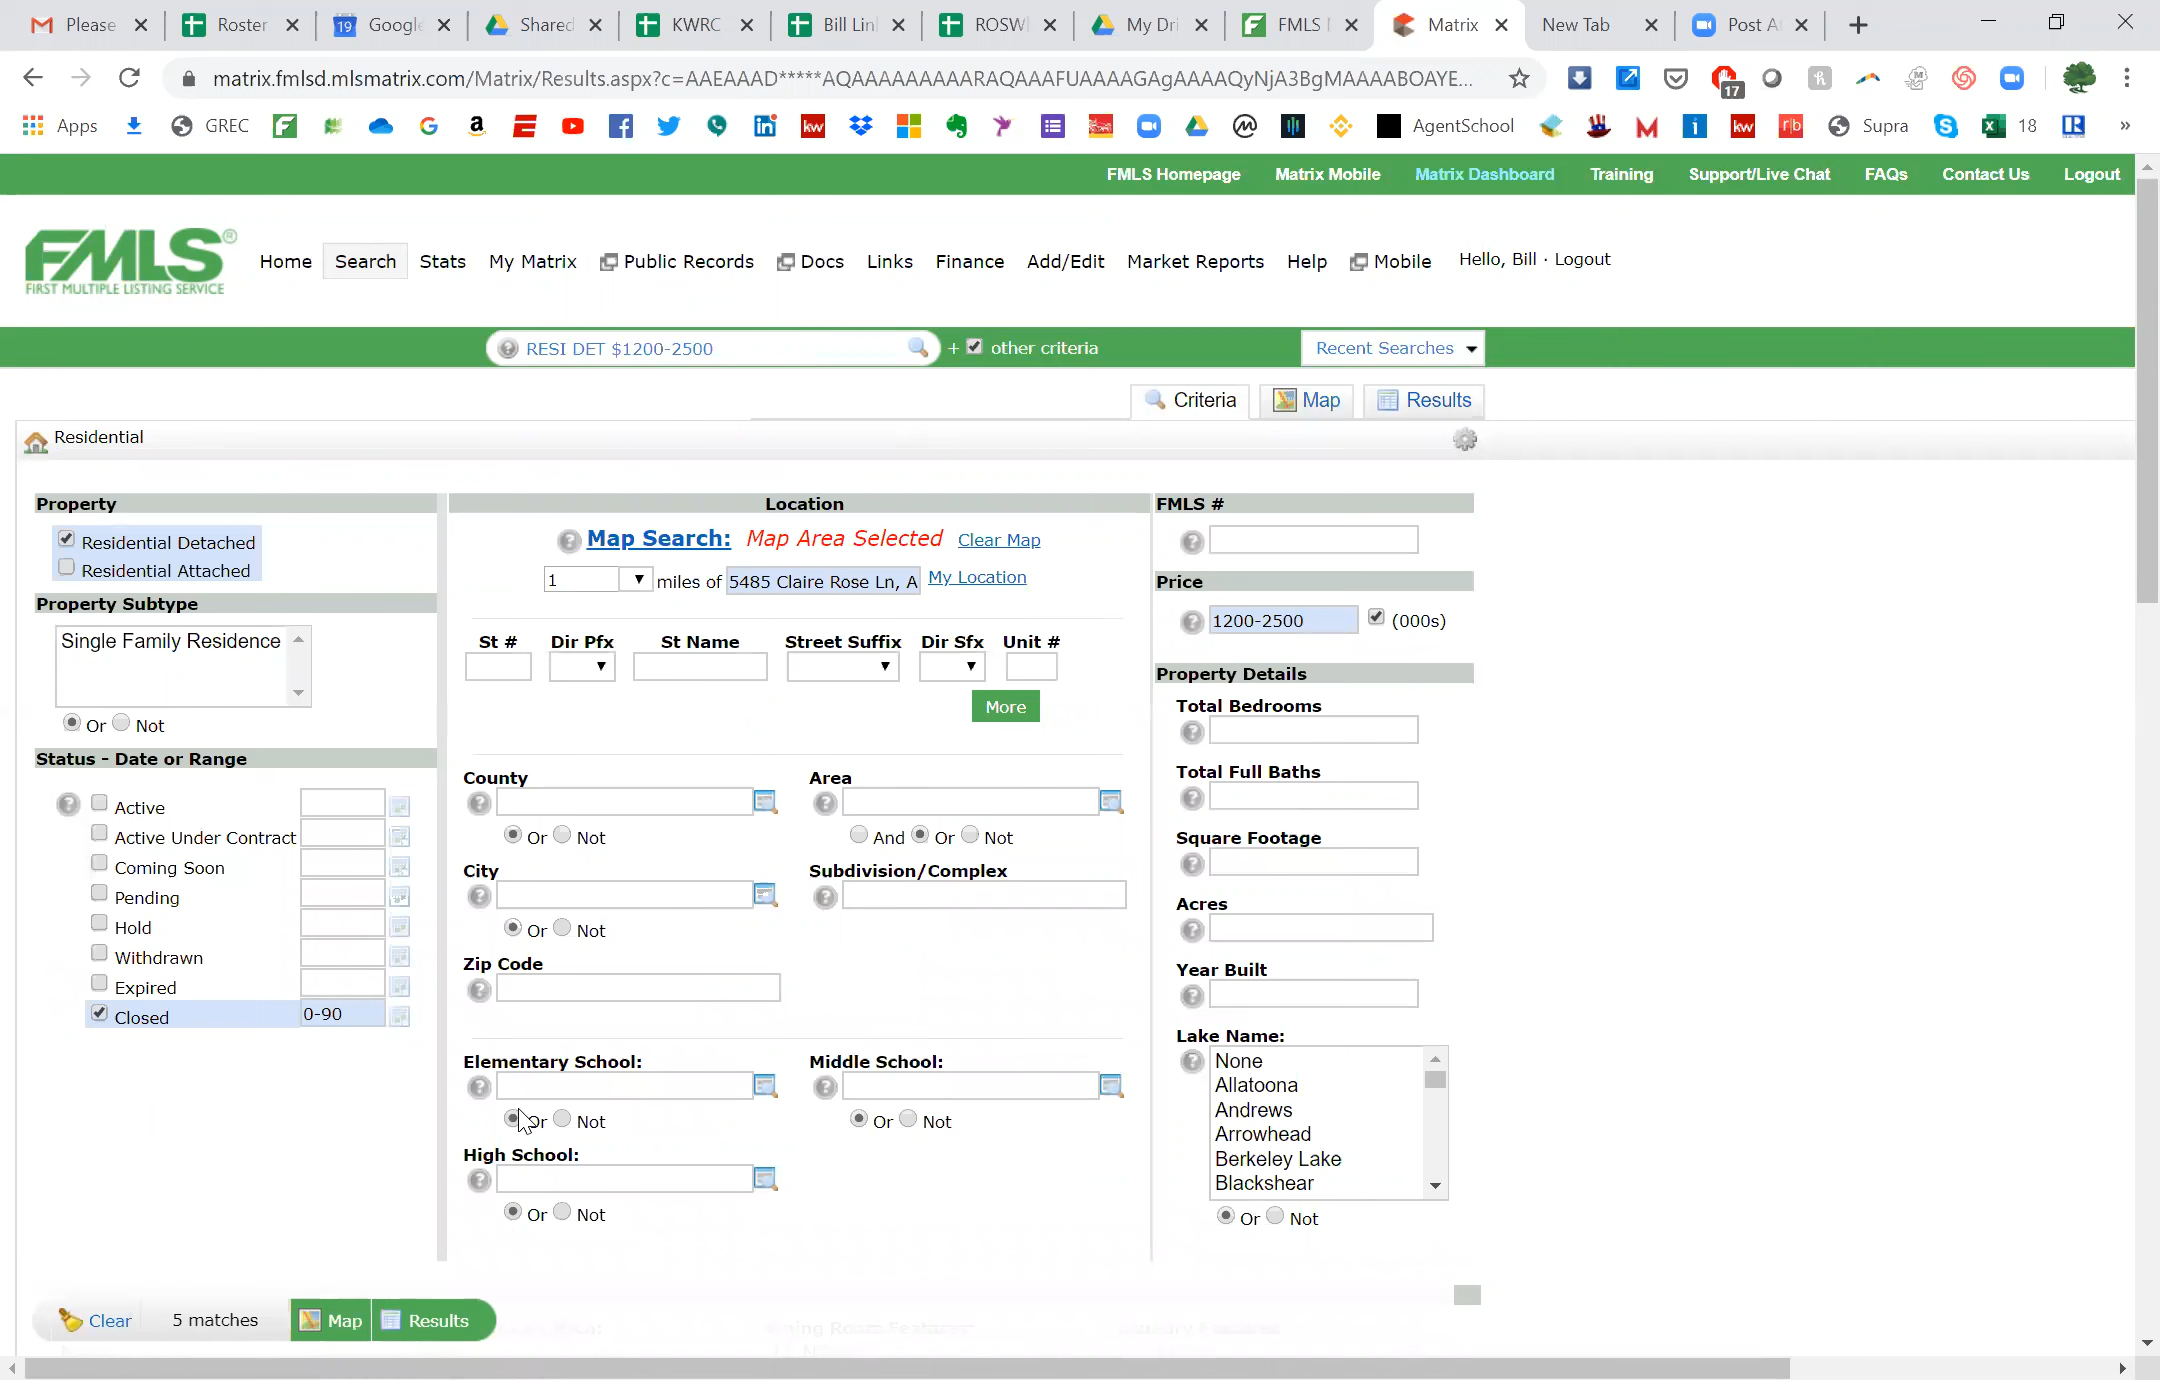 Please
Roster
Google
Shared
KWRC
Bill Lin
ROSW
My Dri
FMLS
Matrix
New Tab
Post A
matrix.fmlsd.mlsmatrix.com/Matrix/Results.aspx?c=AAEAAAD*****AQAAAAAAAAARAQAAAFUAAAAGAgAAAAQyNjA3BgMAAAABOAYE...
17
Apps
GREC
AgentSchool
Supra
18
»
FMLS Homepage
Matrix Mobile
Matrix Dashboard
Training
Support/Live Chat
FAQs
Contact Us
Logout
FMLS®
FIRST MULTIPLE LISTING SERVICE
Home
Search
Stats
My Matrix
Public Records
Docs
Links
Finance
Add/Edit
Market Reports
Help
Mobile
Hello, Bill · Logout
RESI DET $1200-2500
+ other criteria
Recent Searches
Criteria
Map
Results
Residential
Property
Residential Detached
Residential Attached
Property Subtype
Single Family Residence
Or Not
Status - Date or Range
Active
Active Under Contract
Coming Soon
Pending
Hold
Withdrawn
Expired
Closed 0-90
Location
Map Search: Map Area Selected Clear Map
1 miles of 5485 Claire Rose Ln, A My Location
St # Dir Pfx St Name Street Suffix Dir Sfx Unit #
More
County
Or Not
Area
And Or Not
City
Or Not
Subdivision/Complex
Zip Code
Elementary School:
Or Not
Middle School:
Or Not
High School:
Or Not
FMLS #
Price
1200-2500 (000s)
Property Details
Total Bedrooms
Total Full Baths
Square Footage
Acres
Year Built
Lake Name:
None
Allatoona
Andrews
Arrowhead
Berkeley Lake
Blackshear
Or Not
Clear
5 matches
Map
Results